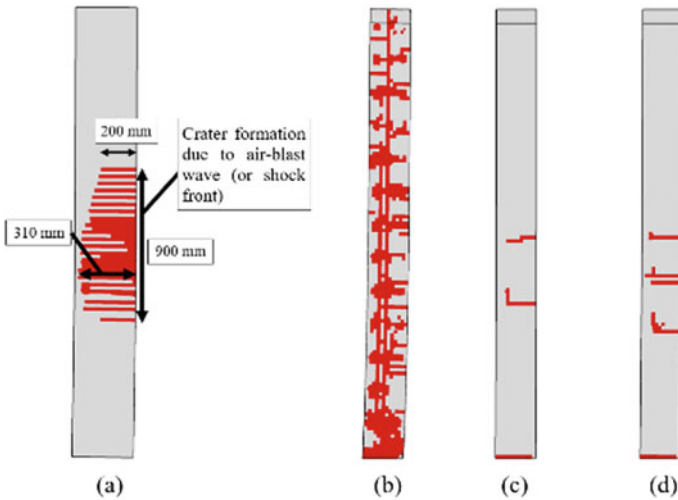 200 mm
Crater formation
due to air-blast
wave (or shock
front)
310 mm
900 mm
(a)
(b)
(c)
(d)